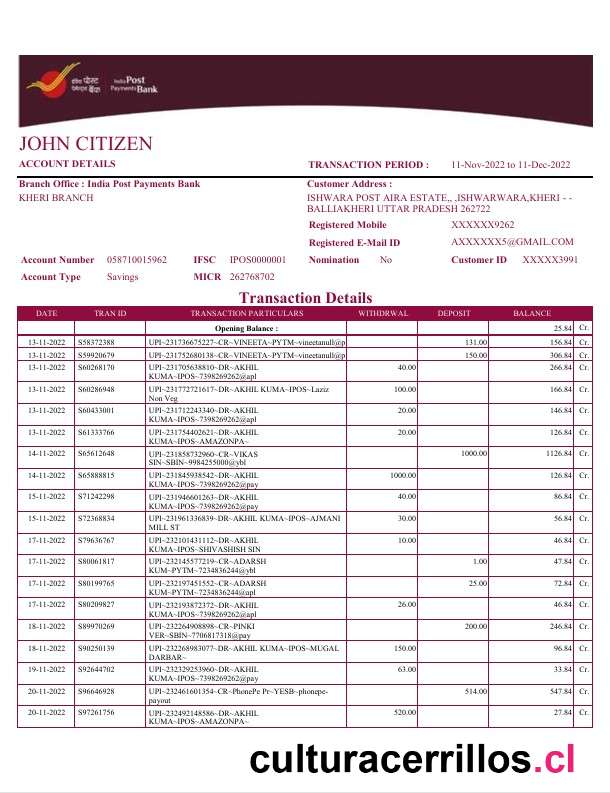 इंडिया पोस्ट
पेमेंट्स बैंक
India Post
Payments Bank
JOHN CITIZEN
ACCOUNT DETAILS
TRANSACTION PERIOD : 11-Nov-2022 to 11-Dec-2022
Branch Office : India Post Payments Bank
KHERI BRANCH
Customer Address :
ISHWARA POST AIRA ESTATE,, ,ISHWARWARA,KHERI - -
BALLIAKHERI UTTAR PRADESH 262722
Registered Mobile XXXXXX9262
Registered E-Mail ID AXXXXXX5@GMAIL.COM
Account Number 058710015962 IFSC IPOS0000001 Nomination No Customer ID XXXXX3991
Account Type Savings MICR 262768702
Transaction Details
DATE TRAN ID TRANSACTION PARTICULARS WITHDRWAL DEPOSIT BALANCE
Opening Balance : 25.84 Cr.
13-11-2022 S58372388 UPI~231736675227~CR~VINEETA~PYTM~vineetanull@p 131.00 156.84 Cr.
13-11-2022 S59920679 UPI~231752680138~CR~VINEETA~PYTM~vineetanull@p 150.00 306.84 Cr.
13-11-2022 S60268170 UPI~231705638810~DR~AKHIL 40.00 266.84 Cr.
KUMA~IPOS~7398269262@apl
13-11-2022 S60286948 UPI~231772721617~DR~AKHIL KUMA~IPOS~Laziz 100.00 166.84 Cr.
Non Veg
13-11-2022 S60433001 UPI~231712243340~DR~AKHIL 20.00 146.84 Cr.
KUMA~IPOS~7398269262@apl
13-11-2022 S61333766 UPI~231754402621~DR~AKHIL 20.00 126.84 Cr.
KUMA~IPOS~AMAZONPA~
14-11-2022 S65612648 UPI~231858732960~CR~VIKAS 1000.00 1126.84 Cr.
SIN~SBIN~9984255000@ybl
14-11-2022 S65888815 UPI~231845938542~DR~AKHIL 1000.00 126.84 Cr.
KUMA~IPOS~7398269262@pay
15-11-2022 S71242298 UPI~231946601263~DR~AKHIL 40.00 86.84 Cr.
KUMA~IPOS~7398269262@pay
15-11-2022 S72368834 UPI~231961336839~DR~AKHIL KUMA~IPOS~AJMANI 30.00 56.84 Cr.
MILL ST
17-11-2022 S79636767 UPI~232101431112~DR~AKHIL 10.00 46.84 Cr.
KUMA~IPOS~SHIVASHISH SIN
17-11-2022 S80061817 UPI~232145577219~CR~ADARSH 1.00 47.84 Cr.
KUM~PYTM~7234836244@ybl
17-11-2022 S80199765 UPI~232197451552~CR~ADARSH 25.00 72.84 Cr.
KUM~PYTM~7234836244@apl
17-11-2022 S80209827 UPI~232193872372~DR~AKHIL 26.00 46.84 Cr.
KUMA~IPOS~7398269262@apl
18-11-2022 S89970269 UPI~232264908898~CR~PINKI 200.00 246.84 Cr.
VER~SBIN~7706817318@pay
18-11-2022 S90250139 UPI~232268983077~DR~AKHIL KUMA~IPOS~MUGAL 150.00 96.84 Cr.
DARBAR~
19-11-2022 S92644702 UPI~232329253960~DR~AKHIL 63.00 33.84 Cr.
KUMA~IPOS~7398269262@pay
20-11-2022 S96646928 UPI~232461601354~CR~PhonePe Pr~YESB~phonepe- 514.00 547.84 Cr.
payout
20-11-2022 S97261756 UPI~232492148586~DR~AKHIL 520.00 27.84 Cr.
KUMA~IPOS~AMAZONPA~
culturacerrillos.cl